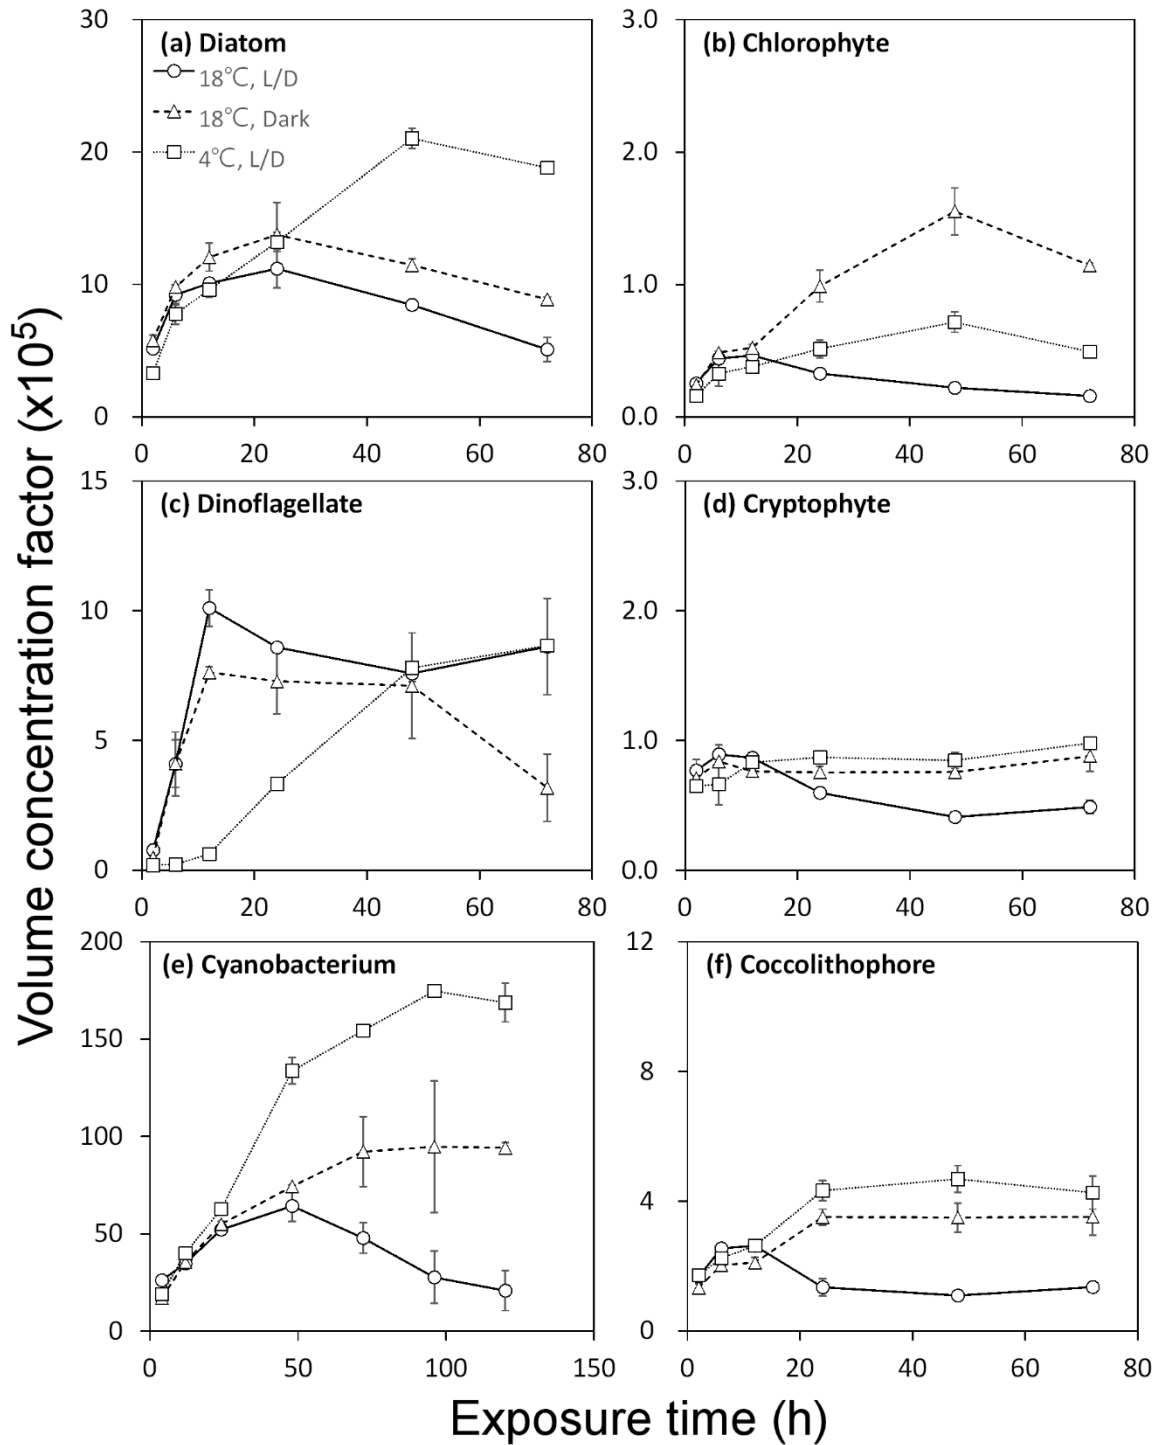 Volume concentration factor (x10⁵)
30
20
10
0
(a) Diatom
18℃, L/D
18℃, Dark
4℃, L/D
0 20 40 60 80
3.0
2.0
1.0
0.0
(b) Chlorophyte
0 20 40 60 80
15
10
5
0
(c) Dinoflagellate
0 20 40 60 80
3.0
2.0
1.0
0.0
(d) Cryptophyte
0 20 40 60 80
200
150
100
50
0
(e) Cyanobacterium
0 50 100 150
12
8
4
0
(f) Coccolithophore
0 20 40 60 80
Exposure time (h)